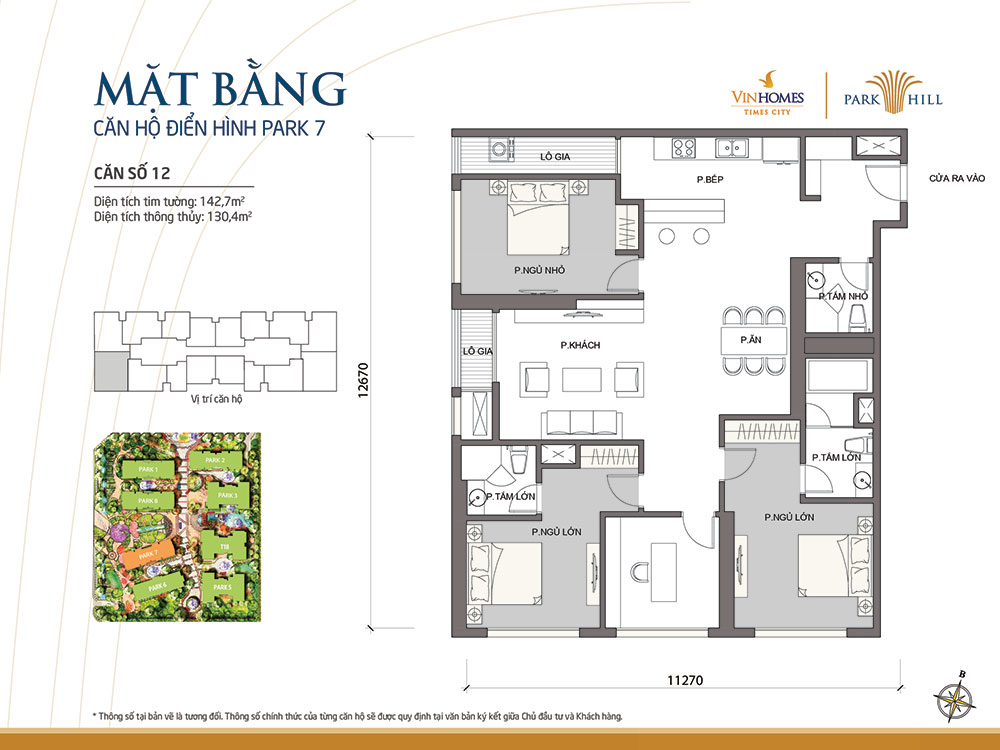 MẶT BẰNG
CĂN HỘ ĐIỂN HÌNH PARK 7
CĂN SỐ 12
Diện tích tim tường: 142,7m²
Diện tích thông thủy: 130,4m²
VINHOMES
TIMES CITY
PARK HILL
LÔ GIA
P.BẾP
CỬA RA VÀO
P.NGỦ NHỎ
P.TẮM NHỎ
P.KHÁCH
P.ĂN
LÔ GIA
12670
Vị trí căn hộ
P.TẮM LỚN
P.TẮM LỚN
P.NGỦ LỚN
P.NGỦ LỚN
PARK 1
PARK 2
PARK 8
PARK 3
PARK 7
T18
PARK 6
PARK 5
11270
B
* Thông số tại bản vẽ là tương đối. Thông số chính thức của từng căn hộ sẽ được quy định tại văn bản ký kết giữa Chủ đầu tư và Khách hàng.